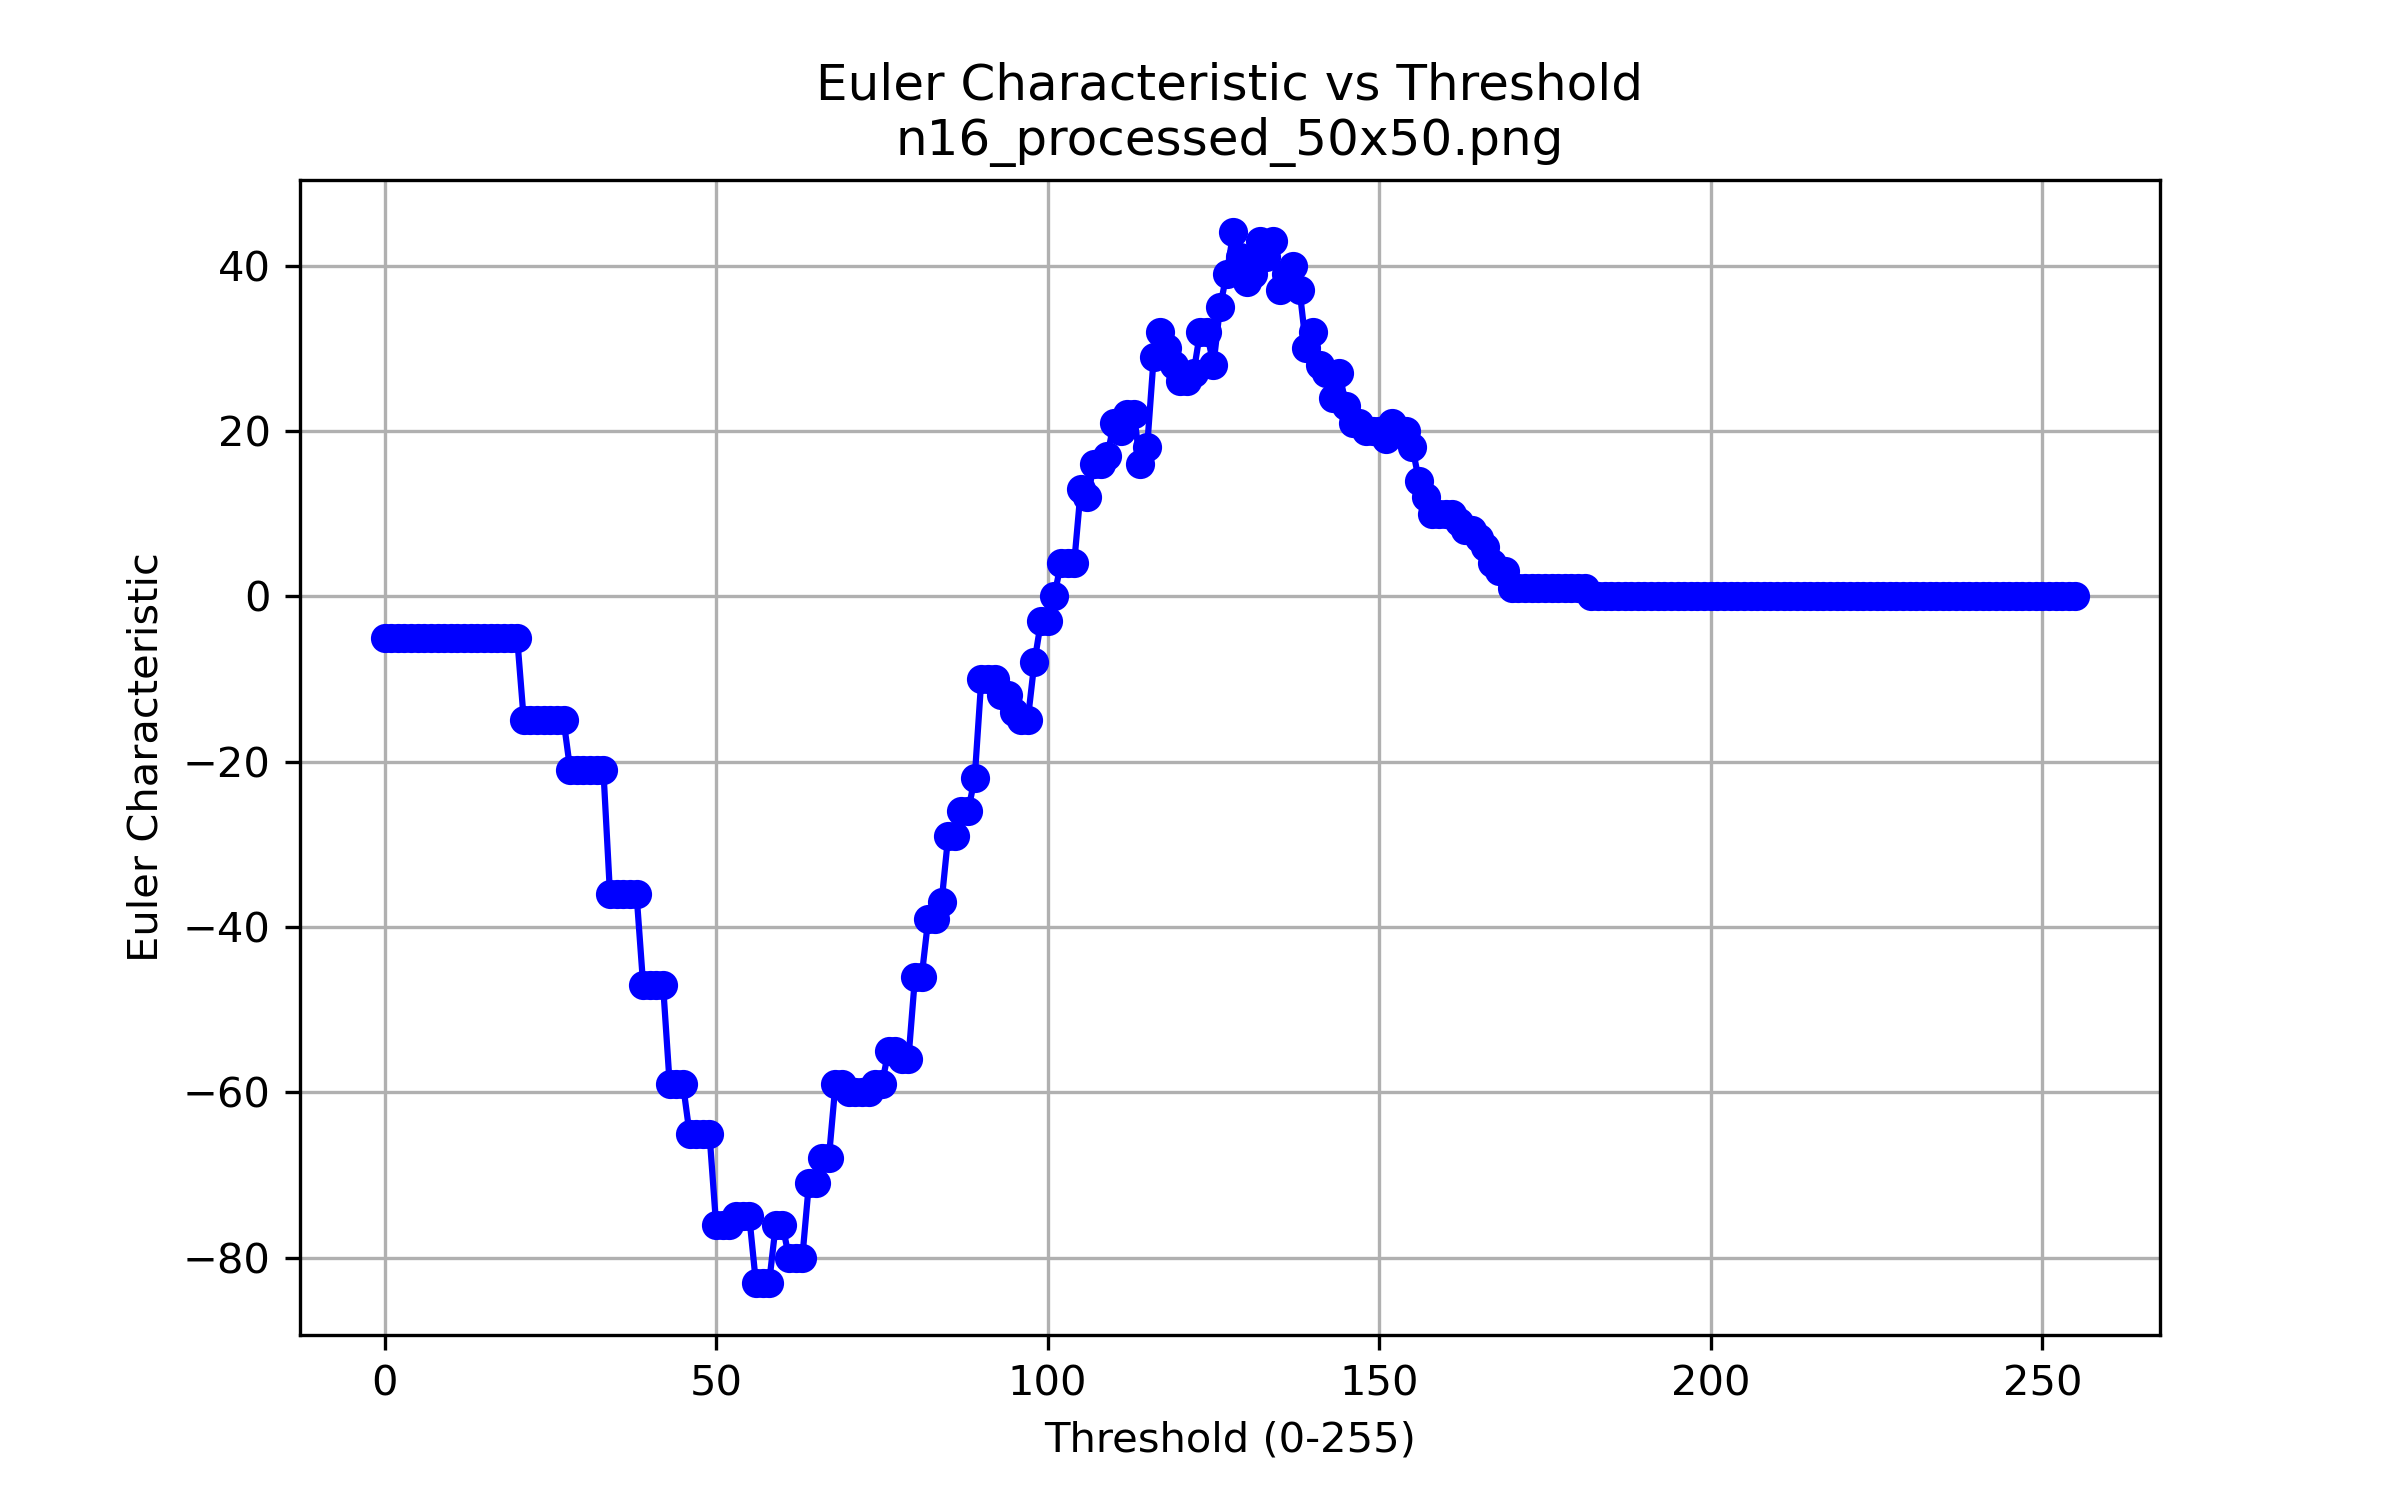 Euler Characteristic vs Threshold
n16_processed_50x50.png
Euler Characteristic
40
20
0
−20
−40
−60
−80
0 50 100 150 200 250
Threshold (0-255)